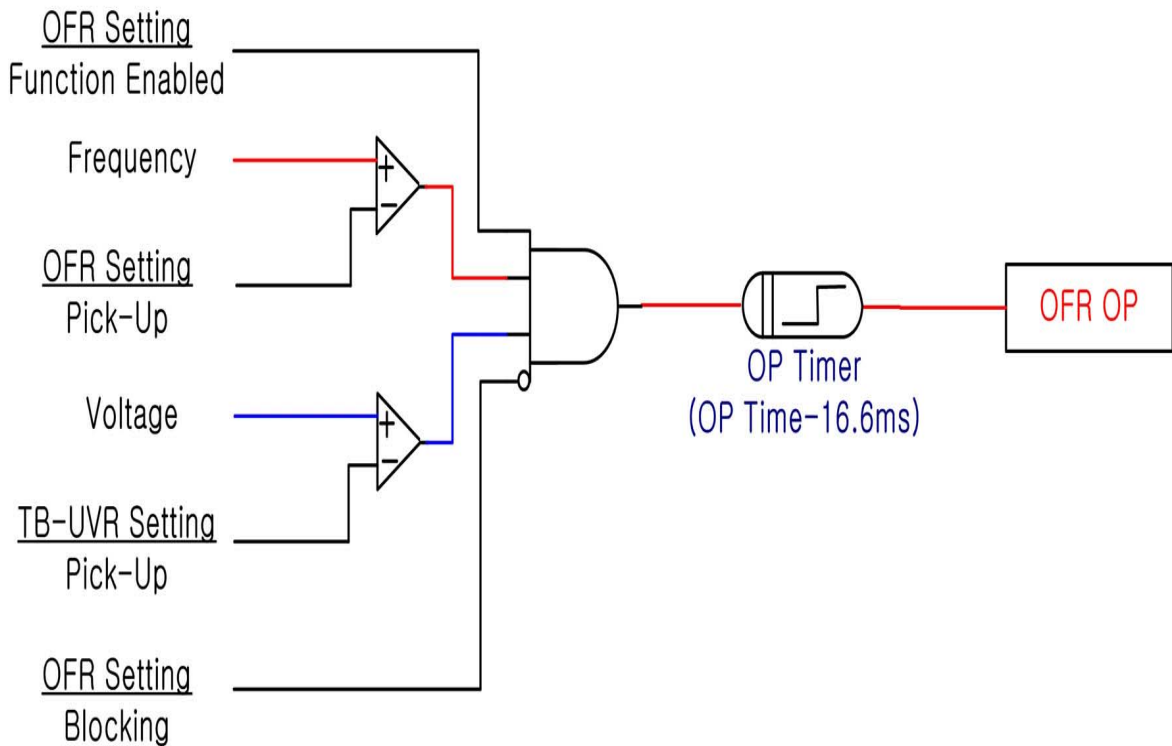 OFR Setting
Function Enabled
Frequency
+
−
OFR Setting
Pick-Up
OFR OP
OP Timer
(OP Time-16.6ms)
Voltage
+
−
TB-UVR Setting
Pick-Up
OFR Setting
Blocking